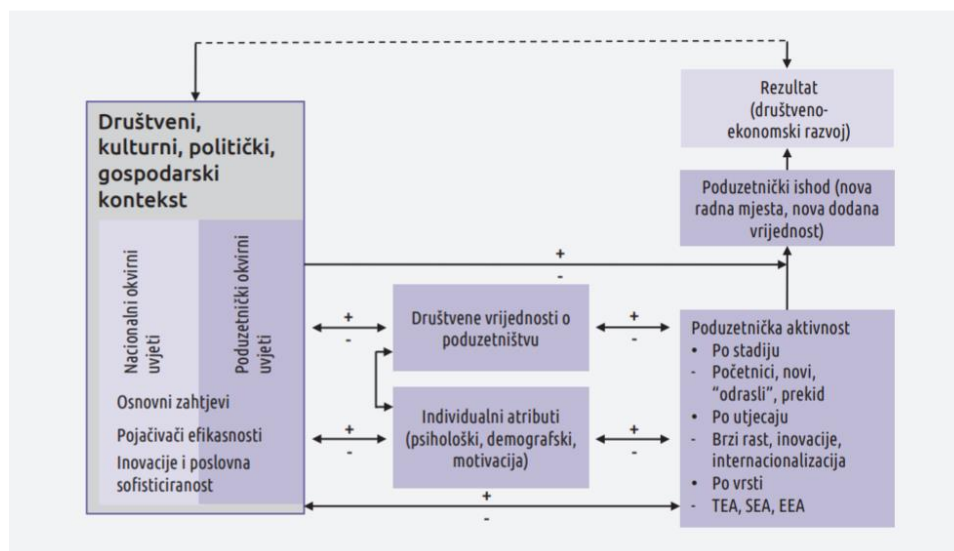 Društveni,
kulturni, politički,
gospodarski
kontekst
Nacionalni okvirni
uvjeti
Poduzetnički okvirni
uvjeti
Osnovni zahtjevi
Pojačivači efikasnosti
Inovacije i poslovna
sofisticiranost
Rezultat
(društveno-
ekonomski razvoj)
Poduzetnički ishod (nova
radna mjesta, nova dodana
vrijednost)
+
-
+
-
Društvene vrijednosti o
poduzetništvu
+
-
+
-
Individualni atributi
(psihološki, demografski,
motivacija)
+
-
+
-
Poduzetnička aktivnost
• Po stadiju
- Početnici, novi,
"odrasli", prekid
• Po utjecaju
- Brzi rast, inovacije,
internacionalizacija
• Po vrsti
- TEA, SEA, EEA